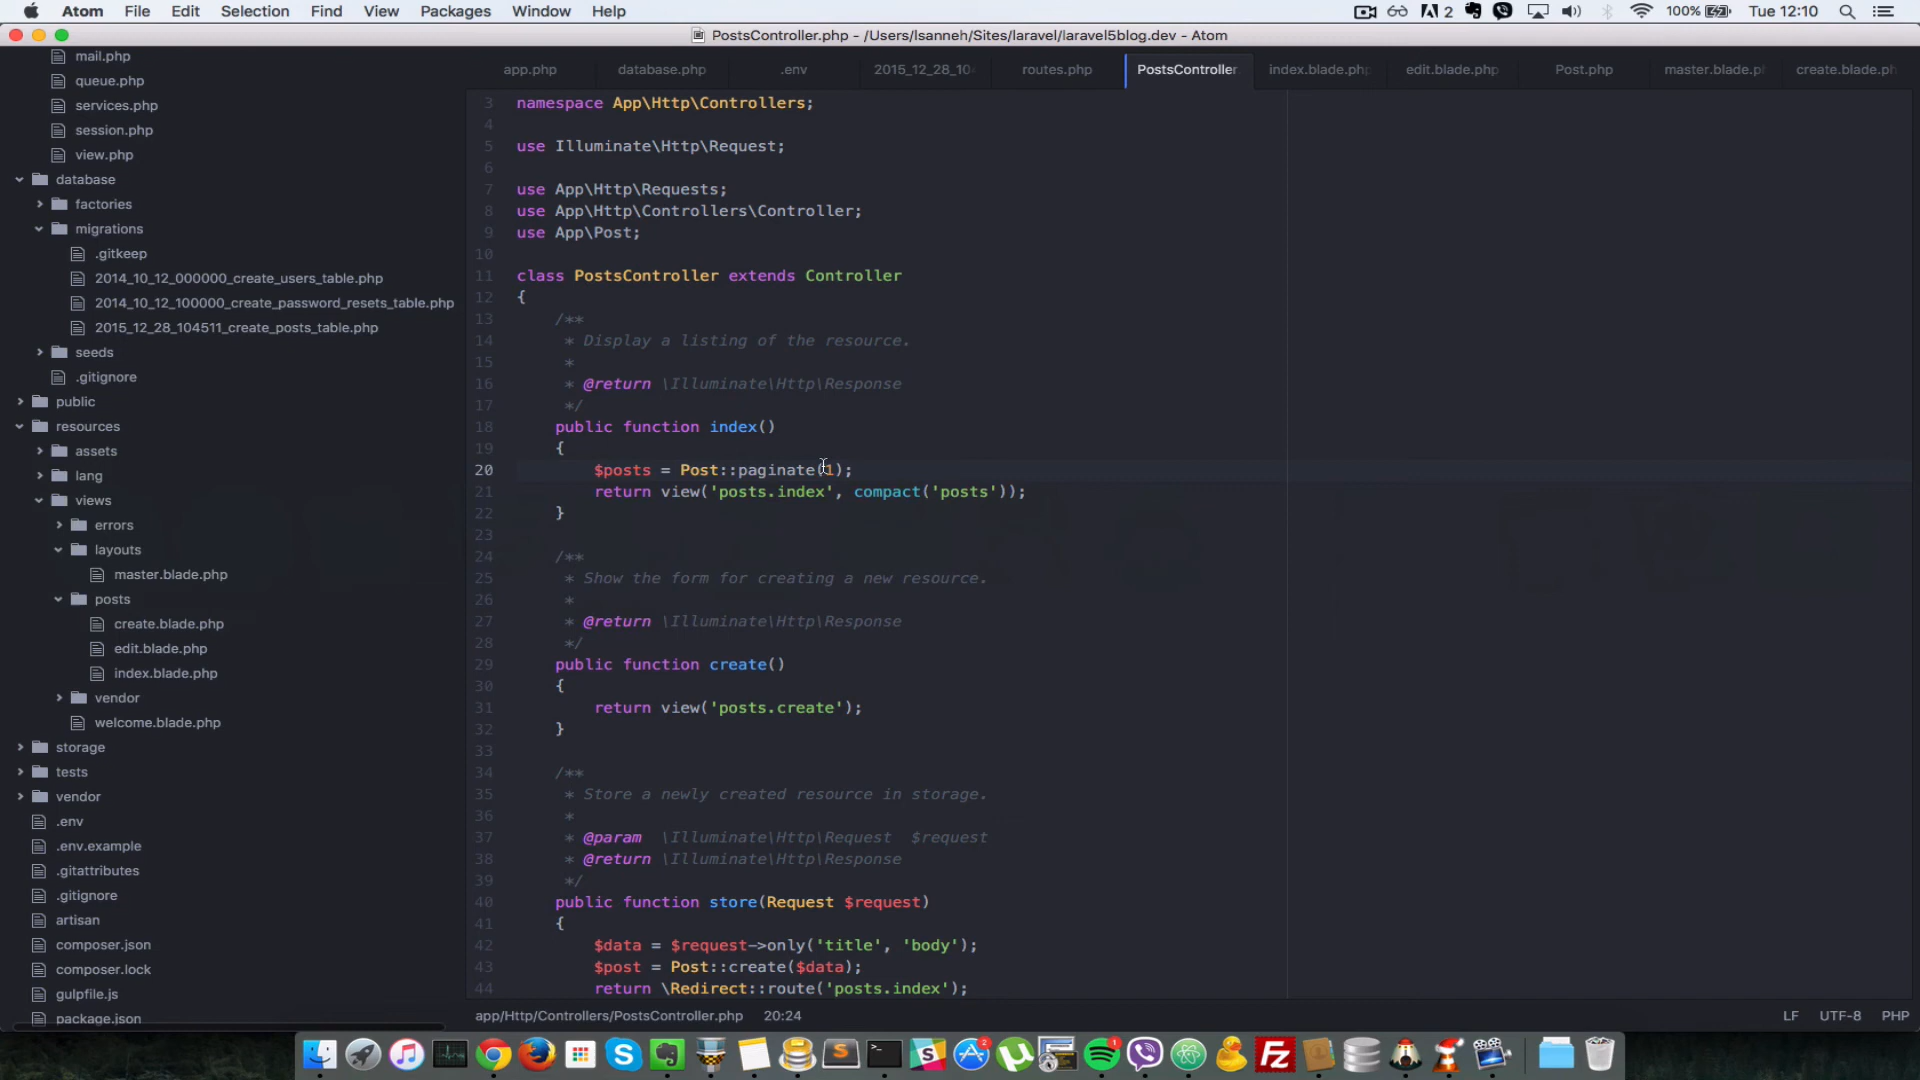 Atom File Edit Selection Find View Packages Window Help 2 100% Tue 12:10
PostsController.php - /Users/lsanneh/Sites/laravel/laravel5blog.dev - Atom
mail.php
queue.php
services.php
session.php
view.php
database
factories
migrations
.gitkeep
2014_10_12_000000_create_users_table.php
2014_10_12_100000_create_password_resets_table.php
2015_12_28_104511_create_posts_table.php
seeds
.gitignore
public
resources
assets
lang
views
errors
layouts
master.blade.php
posts
create.blade.php
edit.blade.php
index.blade.php
vendor
welcome.blade.php
storage
tests
vendor
.env
.env.example
.gitattributes
.gitignore
artisan
composer.json
composer.lock
gulpfile.js
package.json
app.php database.php .env 2015_12_28_10 routes.php PostsController index.blade.php edit.blade.php Post.php master.blade.p create.blade.ph
3 namespace App\Http\Controllers;
4
5 use Illuminate\Http\Request;
6
7 use App\Http\Requests;
8 use App\Http\Controllers\Controller;
9 use App\Post;
10
11 class PostsController extends Controller
12 {
13 /**
14 * Display a listing of the resource.
15 *
16 * @return \Illuminate\Http\Response
17 */
18 public function index()
19 {
20 $posts = Post::paginate(1);
21 return view('posts.index', compact('posts'));
22 }
23
24 /**
25 * Show the form for creating a new resource.
26 *
27 * @return \Illuminate\Http\Response
28 */
29 public function create()
30 {
31 return view('posts.create');
32 }
33
34 /**
35 * Store a newly created resource in storage.
36 *
37 * @param \Illuminate\Http\Request $request
38 * @return \Illuminate\Http\Response
39 */
40 public function store(Request $request)
41 {
42 $data = $request->only('title', 'body');
43 $post = Post::create($data);
44 return \Redirect::route('posts.index');
app/Http/Controllers/PostsController.php 20:24 LF UTF-8 PHP